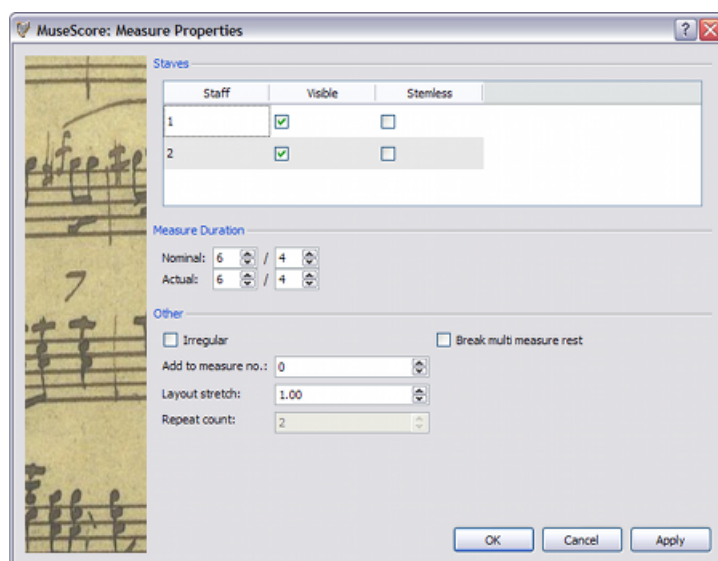 MuseScore: Measure Properties
Staves
Staff Visible Stemless
1
2
Measure Duration
Nominal: 6 / 4
Actual: 6 / 4
Other
Irregular Break multi measure rest
Add to measure no.: 0
Layout stretch: 1.00
Repeat count: 2
OK Cancel Apply
7